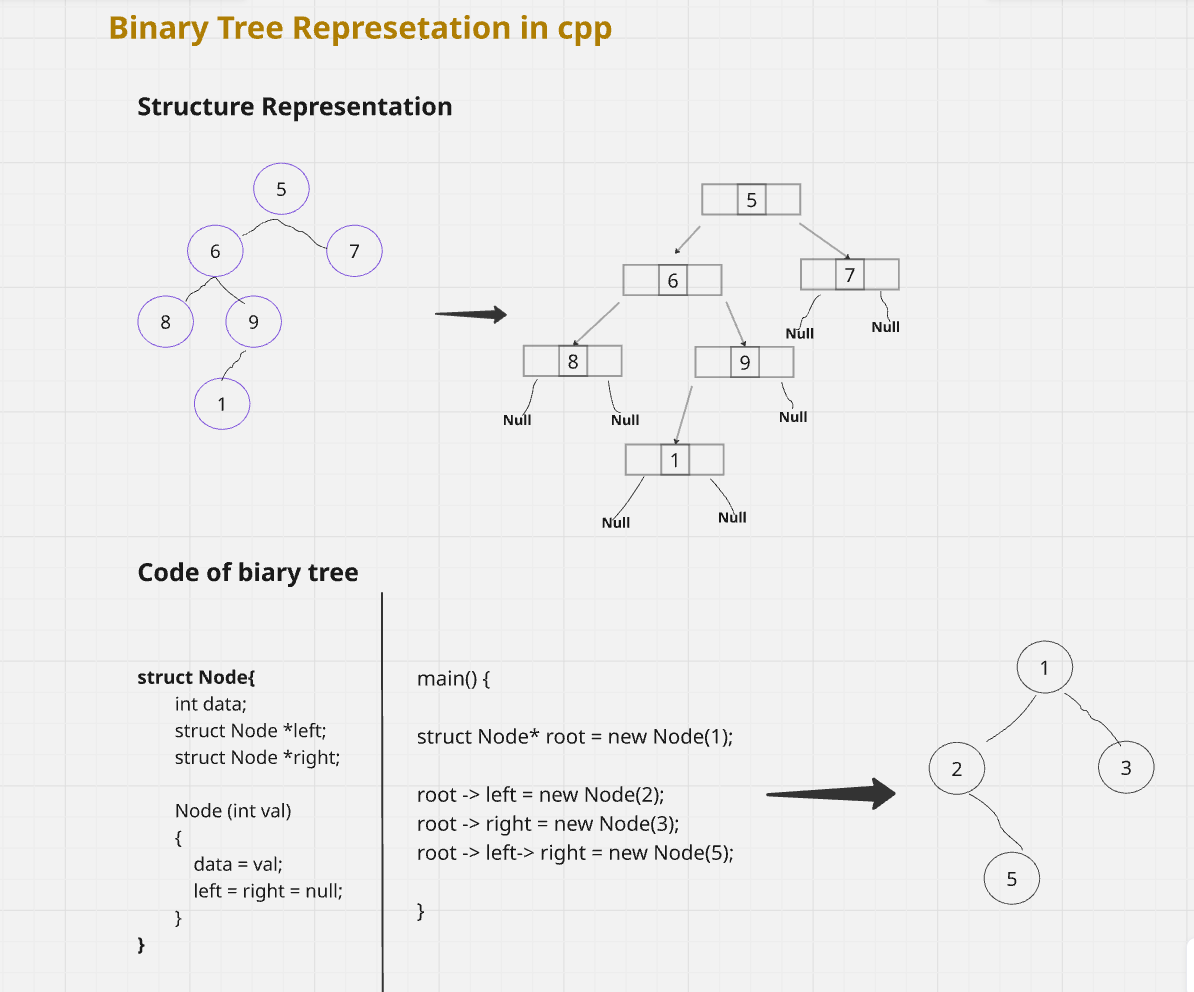 Binary Tree Represetation in cpp
Structure Representation
5
6
7
8
9
1
5
6
7
Null
Null
8
9
Null
Null
Null
1
Null
Null
Code of biary tree
struct Node{
int data;
struct Node *left;
struct Node *right;
Node (int val)
{
data = val;
left = right = null;
}
}
main() {
struct Node* root = new Node(1);
root -> left = new Node(2);
root -> right = new Node(3);
root -> left-> right = new Node(5);
}
1
2
3
5